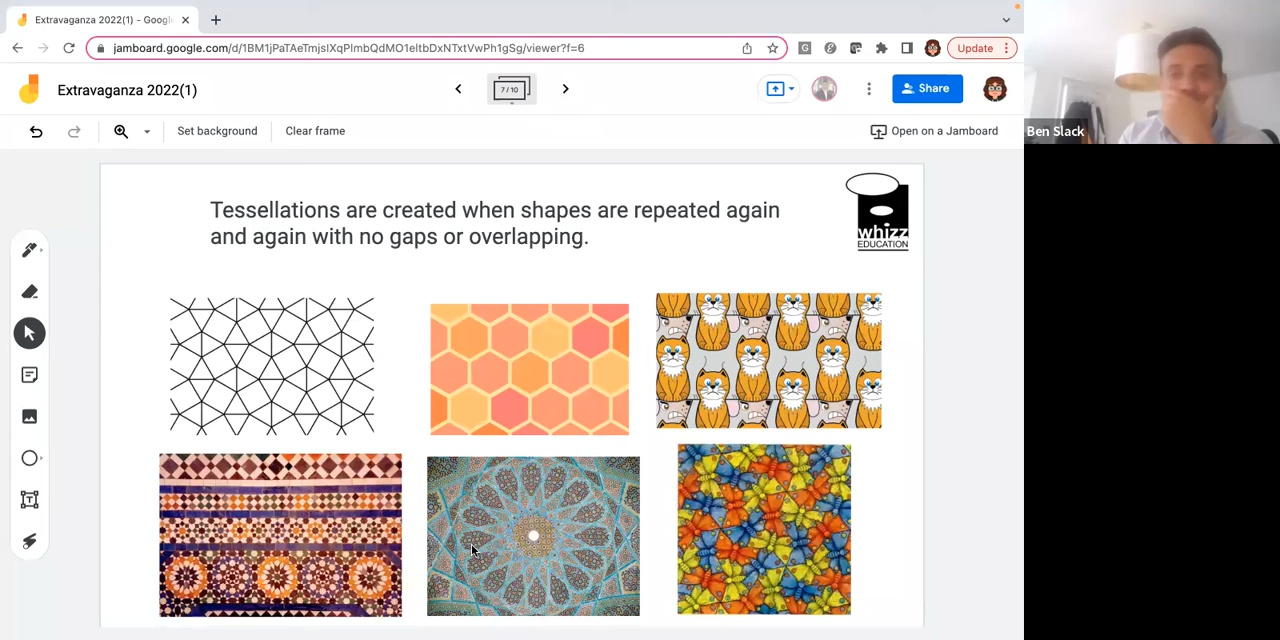 Extravaganza 2022(1) - Googl
jamboard.google.com/d/1BM1jPaTAeTmjsIXqPImbQdMO1eItbDxNTxtVwPh1gSg/viewer?f=6
Update
Extravaganza 2022(1)
7 / 10
Share
Set background
Clear frame
Open on a Jamboard
Ben Slack
Tessellations are created when shapes are repeated again
and again with no gaps or overlapping.
whizz
EDUCATION